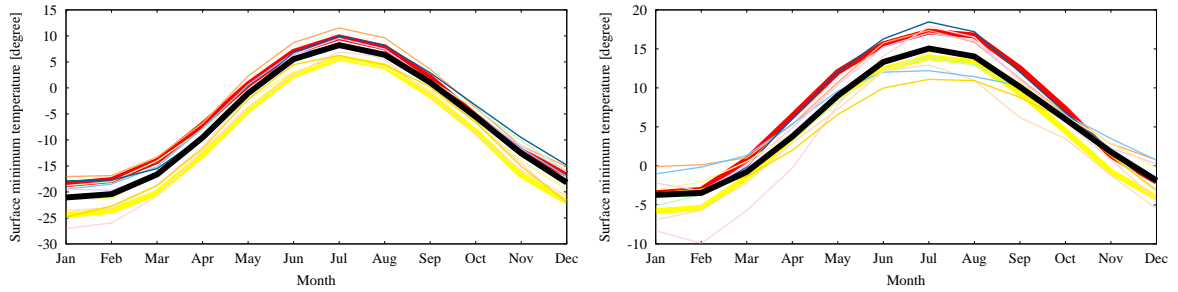 Surface minimum temperature [degree]
15
10
5
0
-5
-10
-15
-20
-25
-30
Jan Feb Mar Apr May Jun Jul Aug Sep Oct Nov Dec
Month
Surface minimum temperature [degree]
20
15
10
5
0
-5
-10
Jan Feb Mar Apr May Jun Jul Aug Sep Oct Nov Dec
Month